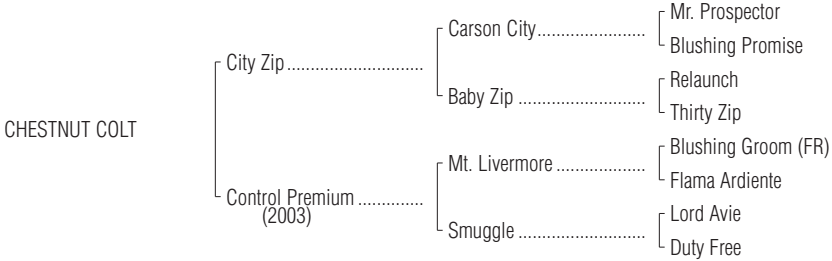 Mr. Prospector
Carson City
Blushing Promise
City Zip
Relaunch
Baby Zip
Thirty Zip
CHESTNUT COLT
Blushing Groom (FR)
Mt. Livermore
Flama Ardiente
Control Premium
(2003)
Lord Avie
Smuggle
Duty Free